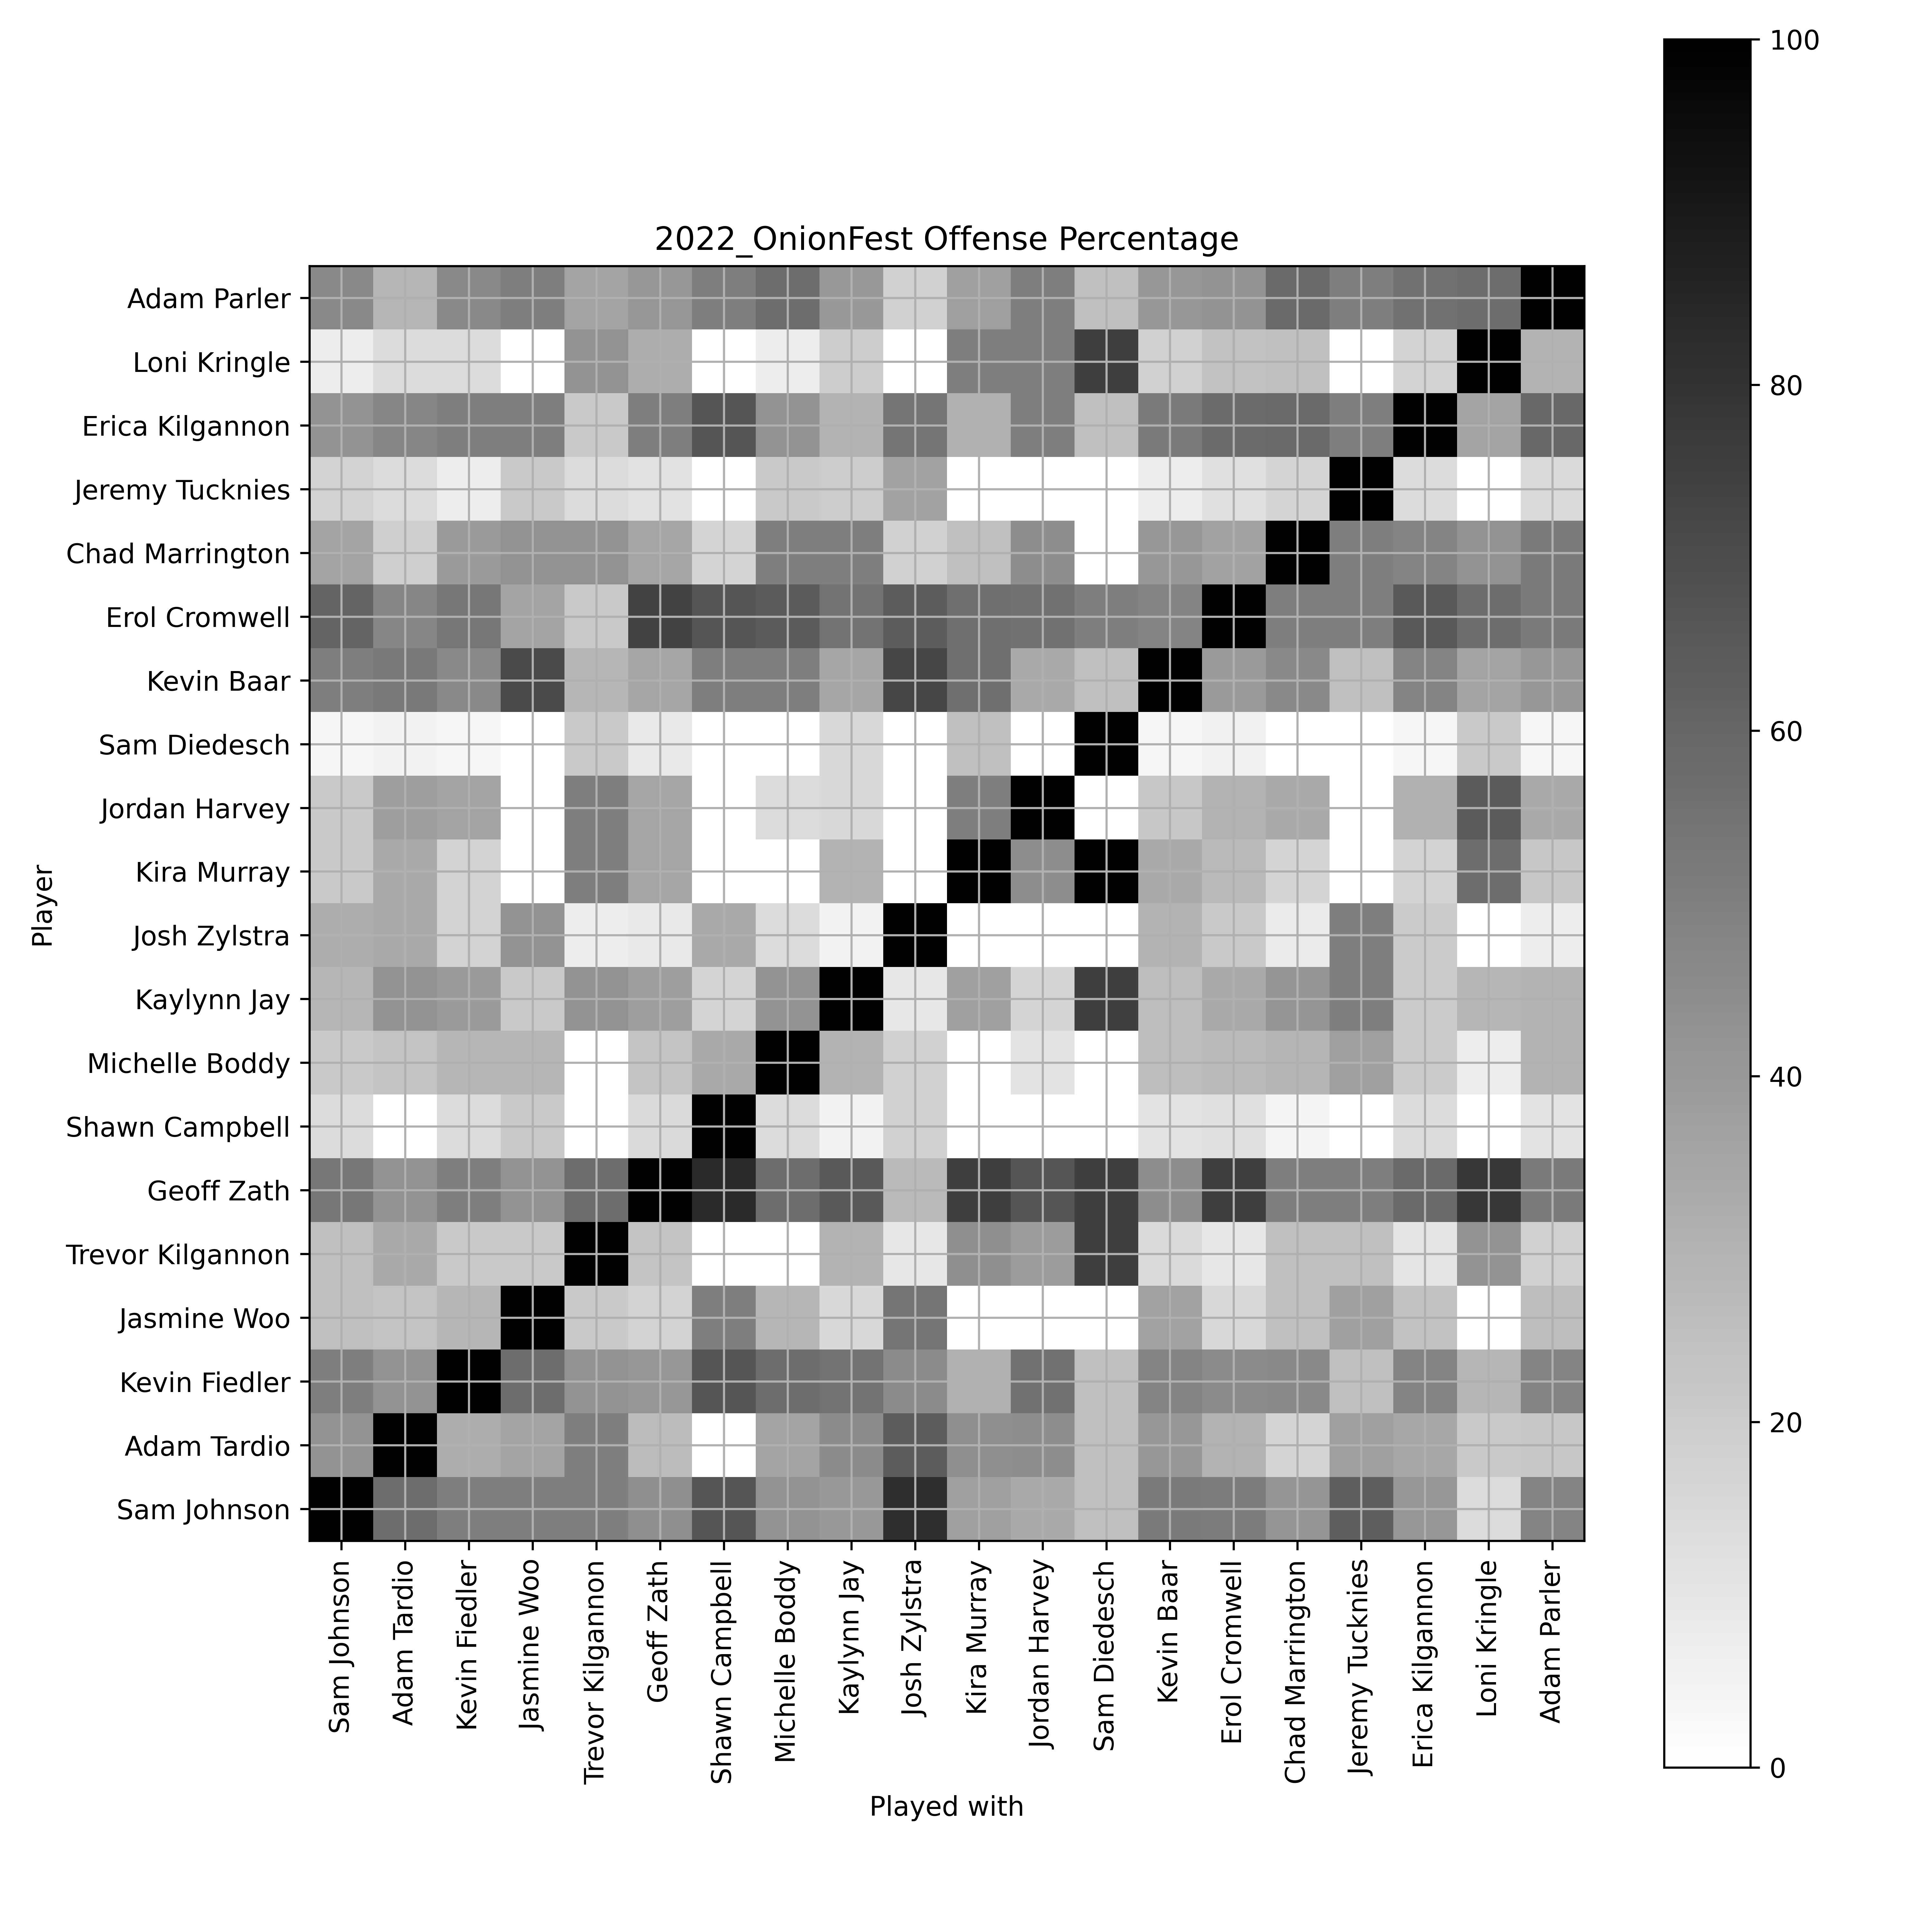 2022_OnionFest Offense Percentage
Player
Adam Parler
Loni Kringle
Erica Kilgannon
Jeremy Tucknies
Chad Marrington
Erol Cromwell
Kevin Baar
Sam Diedesch
Jordan Harvey
Kira Murray
Josh Zylstra
Kaylynn Jay
Michelle Boddy
Shawn Campbell
Geoff Zath
Trevor Kilgannon
Jasmine Woo
Kevin Fiedler
Adam Tardio
Sam Johnson
Sam Johnson
Adam Tardio
Kevin Fiedler
Jasmine Woo
Trevor Kilgannon
Geoff Zath
Shawn Campbell
Michelle Boddy
Kaylynn Jay
Josh Zylstra
Kira Murray
Jordan Harvey
Sam Diedesch
Kevin Baar
Erol Cromwell
Chad Marrington
Jeremy Tucknies
Erica Kilgannon
Loni Kringle
Adam Parler
Played with
100
80
60
40
20
0